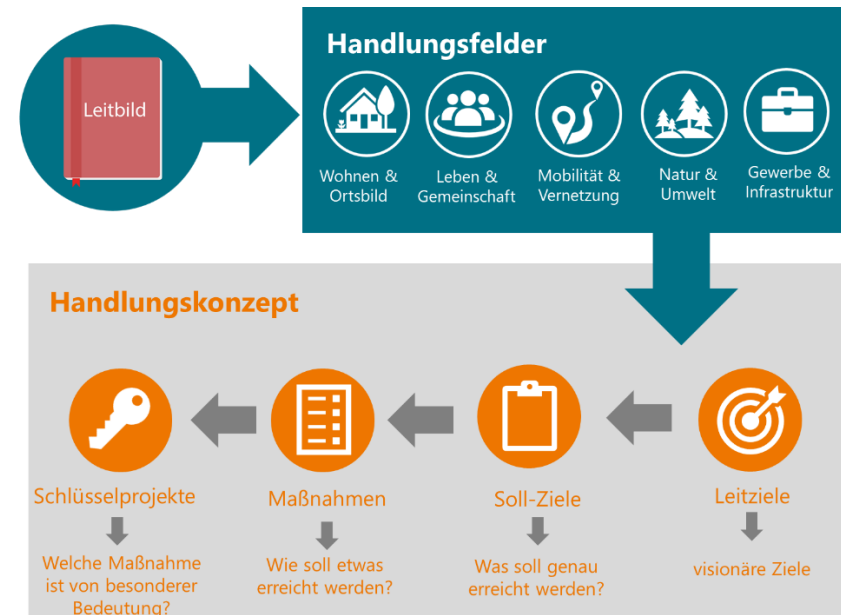 Leitbild
Handlungsfelder
Wohnen &
Ortsbild
Leben &
Gemeinschaft
Mobilität &
Vernetzung
Natur &
Umwelt
Gewerbe &
Infrastruktur
Handlungskonzept
Schlüsselprojekte
Welche Maßnahme
ist von besonderer
Bedeutung?
Maßnahmen
Wie soll etwas
erreicht werden?
Soll-Ziele
Was soll genau
erreicht werden?
Leitziele
visionäre Ziele